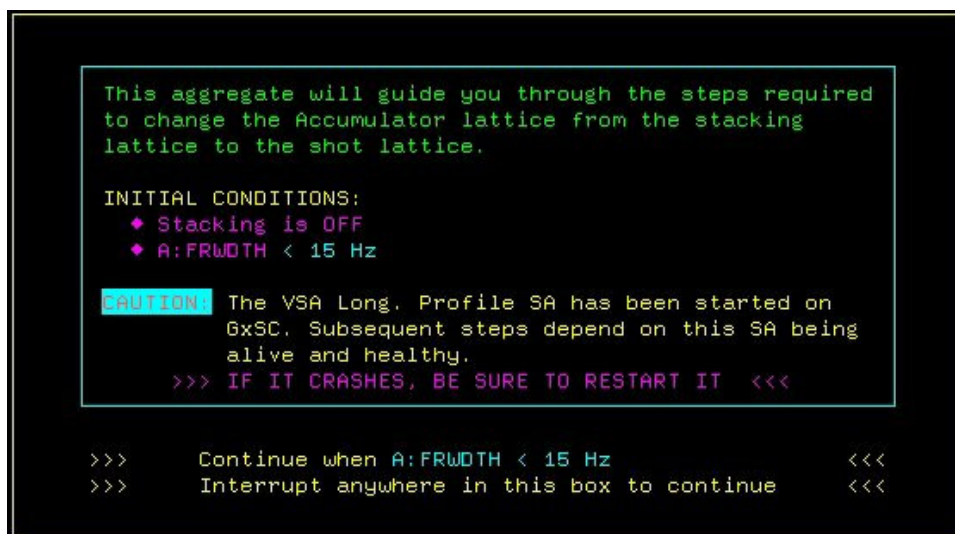 This aggregate will guide you through the steps required
to change the Accumulator lattice from the stacking
lattice to the shot lattice.
INITIAL CONDITIONS:
◆ Stacking is OFF
◆ A:FRWDTH < 15 Hz
CAUTION: The VSA Long. Profile SA has been started on
GxSC. Subsequent steps depend on this SA being
alive and healthy.
>>> IF IT CRASHES, BE SURE TO RESTART IT <<<
>>> Continue when A:FRWDTH < 15 Hz <<<
>>> Interrupt anywhere in this box to continue <<<